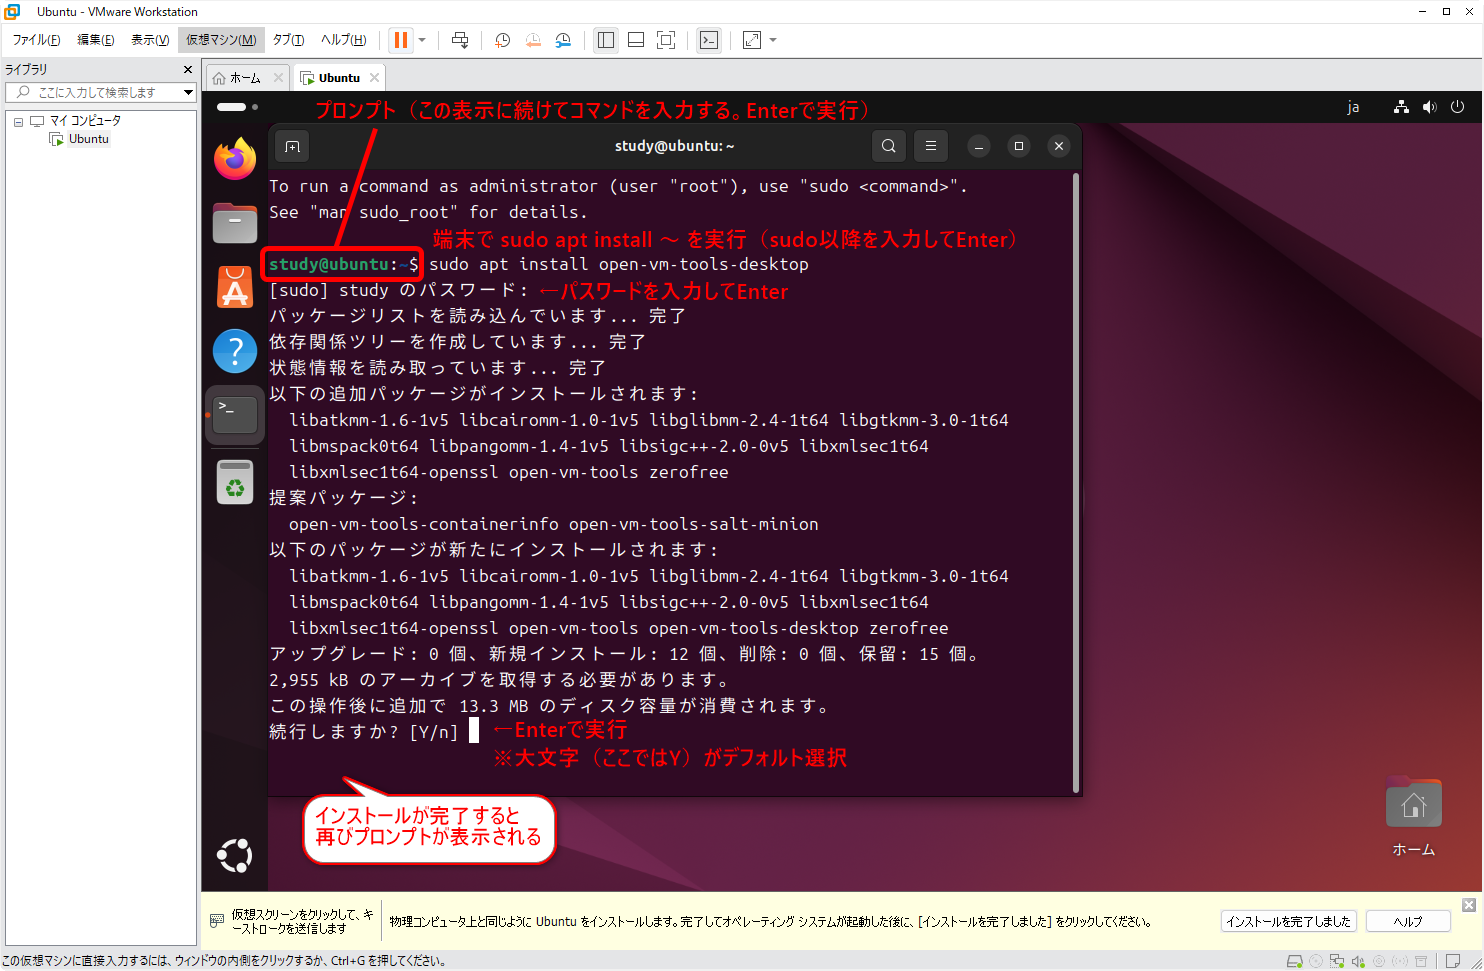 Ubuntu - VMware Workstation
ファイル(F) 編集(E) 表示(V) 仮想マシン(M) タブ(T) ヘルプ(H)
ライブラリ
ここに入力して検索します
マイ コンピュータ
Ubuntu
ホーム
Ubuntu
ja
プロンプト（この表示に続けてコマンドを入力する。Enterで実行）
study@ubuntu: ~
To run a command as administrator (user "root"), use "sudo <command>".
See "man sudo_root" for details.
端末で sudo apt install ～ を実行（sudo以降を入力してEnter）
study@ubuntu:~$ sudo apt install open-vm-tools-desktop
[sudo] study のパスワード: ←パスワードを入力してEnter
パッケージリストを読み込んでいます... 完了
依存関係ツリーを作成しています... 完了
状態情報を読み取っています... 完了
以下の追加パッケージがインストールされます:
libatkmm-1.6-1v5 libcairomm-1.0-1v5 libglibmm-2.4-1t64 libgtkmm-3.0-1t64
libmspack0t64 libpangomm-1.4-1v5 libsigc++-2.0-0v5 libxmlsec1t64
libxmlsec1t64-openssl open-vm-tools zerofree
提案パッケージ:
open-vm-tools-containerinfo open-vm-tools-salt-minion
以下のパッケージが新たにインストールされます:
libatkmm-1.6-1v5 libcairomm-1.0-1v5 libglibmm-2.4-1t64 libgtkmm-3.0-1t64
libmspack0t64 libpangomm-1.4-1v5 libsigc++-2.0-0v5 libxmlsec1t64
libxmlsec1t64-openssl open-vm-tools open-vm-tools-desktop zerofree
アップグレード: 0 個、新規インストール: 12 個、削除: 0 個、保留: 15 個。
2,955 kB のアーカイブを取得する必要があります。
この操作後に追加で 13.3 MB のディスク容量が消費されます。
続行しますか? [Y/n] ←Enterで実行
※大文字（ここではY）がデフォルト選択
インストールが完了すると
再びプロンプトが表示される
ホーム
仮想スクリーンをクリックして、キ
ーストロークを送信します
物理コンピュータ上と同じように Ubuntu をインストールします。完了してオペレーティング システムが起動した後に、[インストールを完了しました] をクリックしてください。
インストールを完了しました
ヘルプ
この仮想マシンに直接入力するには、ウィンドウの内側をクリックするか、Ctrl+G を押してください。